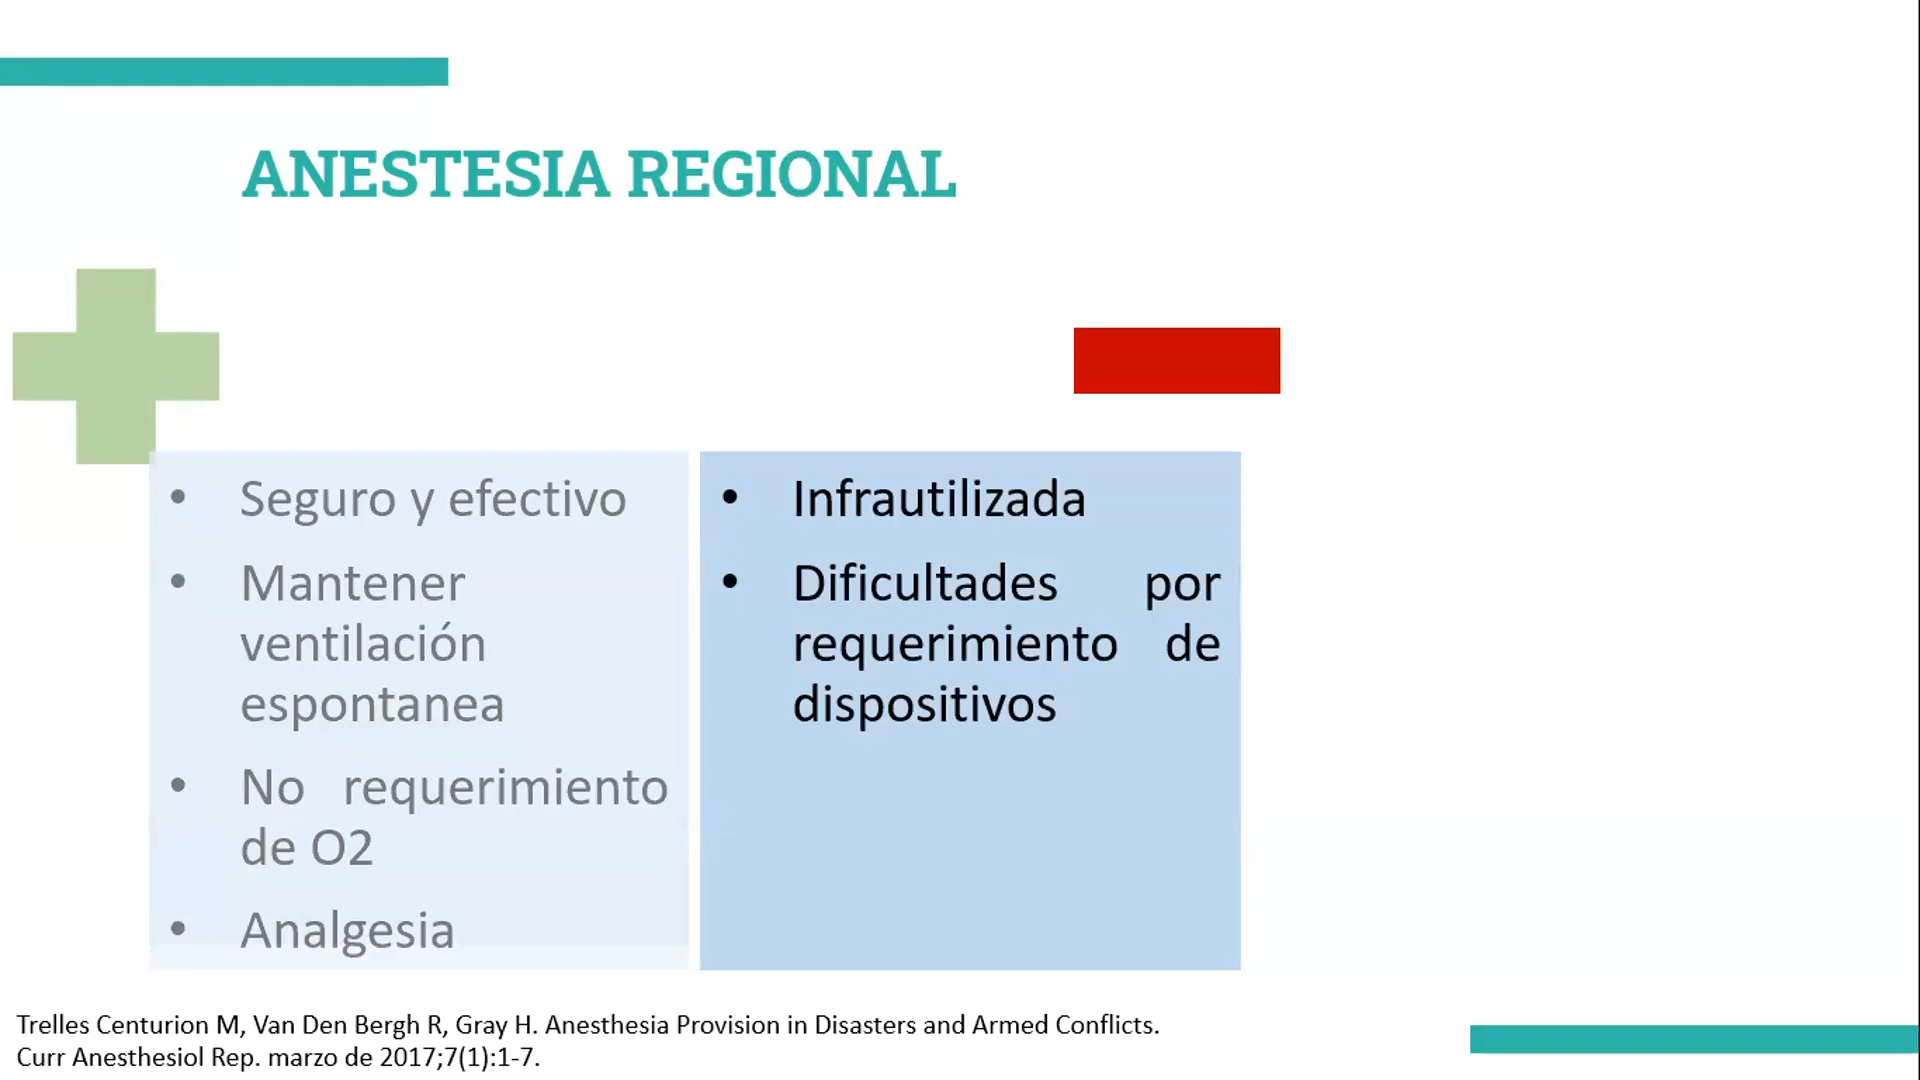 ANESTESIA REGIONAL
• Seguro y efectivo
• Mantener
ventilación
espontanea
• No requerimiento
de O2
• Analgesia
• Infrautilizada
• Dificultades por
requerimiento de
dispositivos
Trelles Centurion M, Van Den Bergh R, Gray H. Anesthesia Provision in Disasters and Armed Conflicts.
Curr Anesthesiol Rep. marzo de 2017;7(1):1-7.